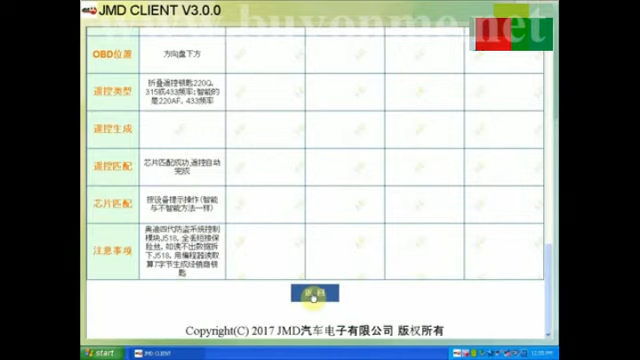 JMD CLIENT V3.0.0
www.buyonme.net
OBD位置
方向盘下方
遥控类型
折叠遥控钥匙220Q,
315或433频率;智能的
是220AF, 433频率
遥控生成
遥控匹配
芯片匹配成功,遥控自动
完成
芯片匹配
按设备提示操作(智能
与不智能方法一样)
注意事项
奥迪四代防盗系统控制
模块J518,全丢短接保
险丝,如读不出数据拆
下J518,用编程器读取
算7字节生成经销商钥
匙
Copyright(C) 2017 JMD汽车电子有限公司 版权所有
start
JMD CLIENT